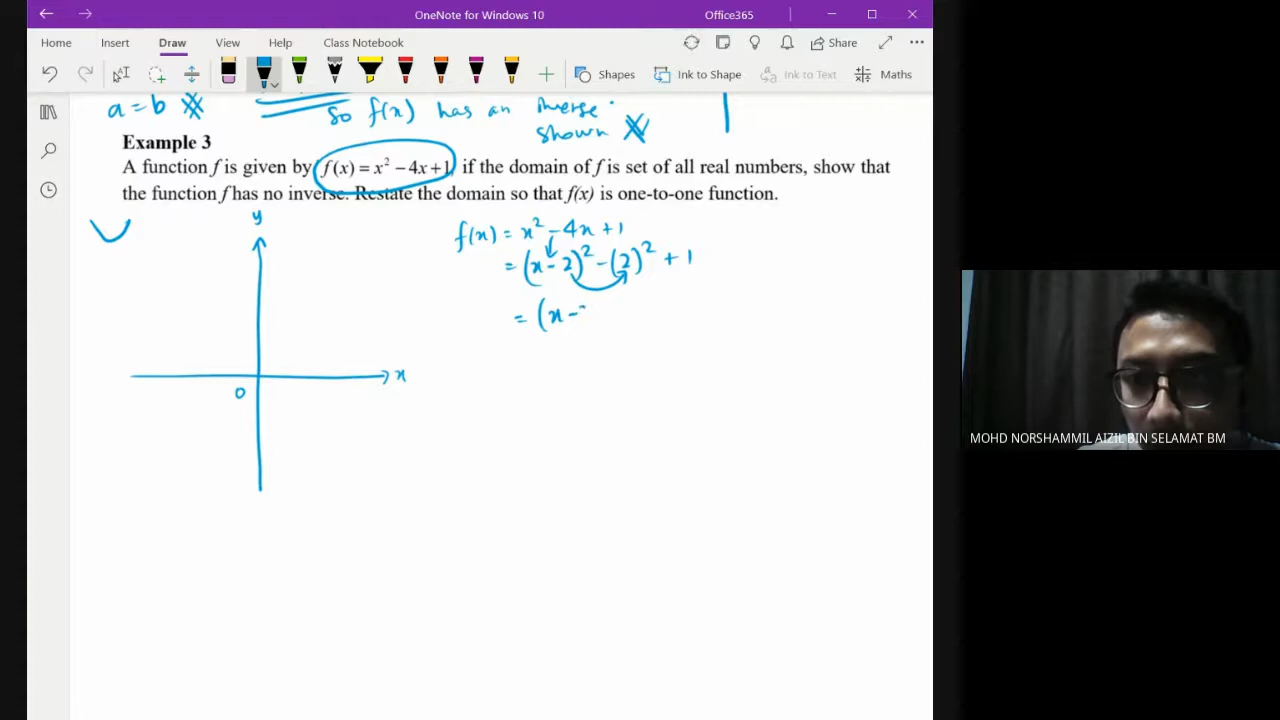 OneNote for Windows 10
Office365
Home Insert Draw View Help Class Notebook
Share
Shapes Ink to Shape Ink to Text Maths
a = b
so f(x) has an inverse.
shown
Example 3
A function f is given by f(x) = x² − 4x + 1, if the domain of f is set of all real numbers, show that
the function f has no inverse. Restate the domain so that f(x) is one-to-one function.
y
x
0
f(x) = x² − 4x + 1
= (x − 2)² − (2)² + 1
= (x −
MOHD NORSHAMMIL AIZIL BIN SELAMAT BM